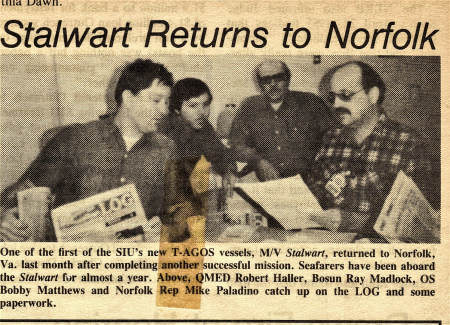 thia Dawn.
Stalwart Returns to Norfolk
LOG
One of the first of the SIU's new T-AGOS vessels, M/V Stalwart, returned to Norfolk,
Va. last month after completing another successful mission. Seafarers have been aboard
the Stalwart for almost a year. Above, QMED Robert Haller, Bosun Ray Madlock, OS
Bobby Matthews and Norfolk Rep Mike Paladino catch up on the LOG and some
paperwork.